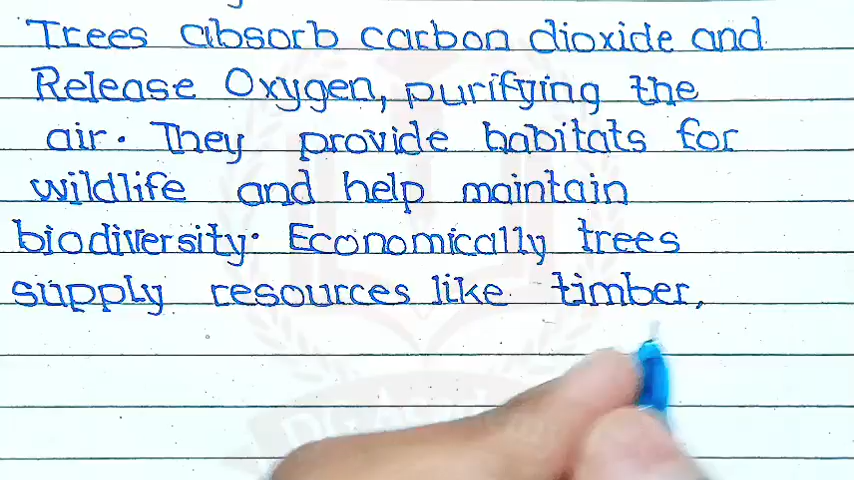 Trees absorb carbon dioxide and
Release Oxygen, purifying the
air. They provide habitats for
wildlife and help maintain
biodiversity. Economically trees
supply resources like timber,